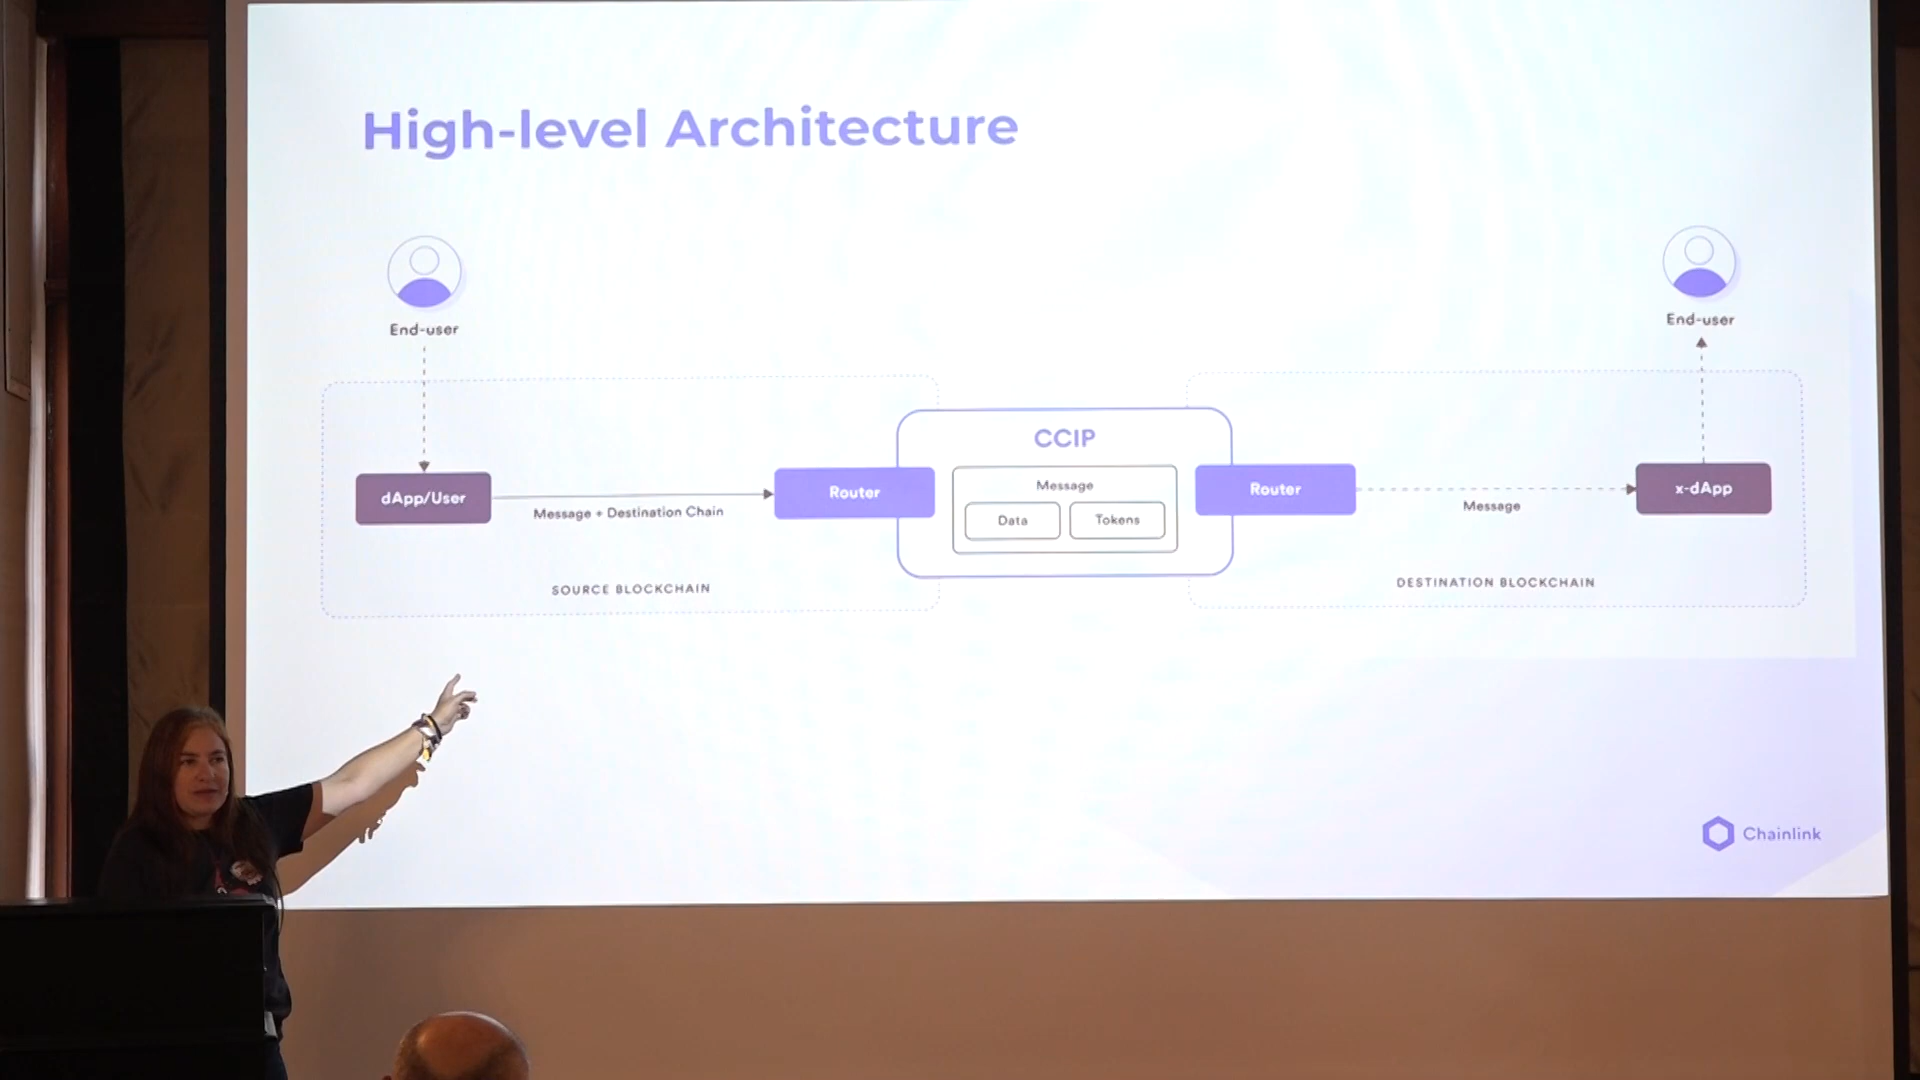 High-level Architecture
End-user
End-user
CCIP
dApp/User
Message + Destination Chain
Router
Message
Data
Tokens
Router
Message
x-dApp
SOURCE BLOCKCHAIN
DESTINATION BLOCKCHAIN
Chainlink